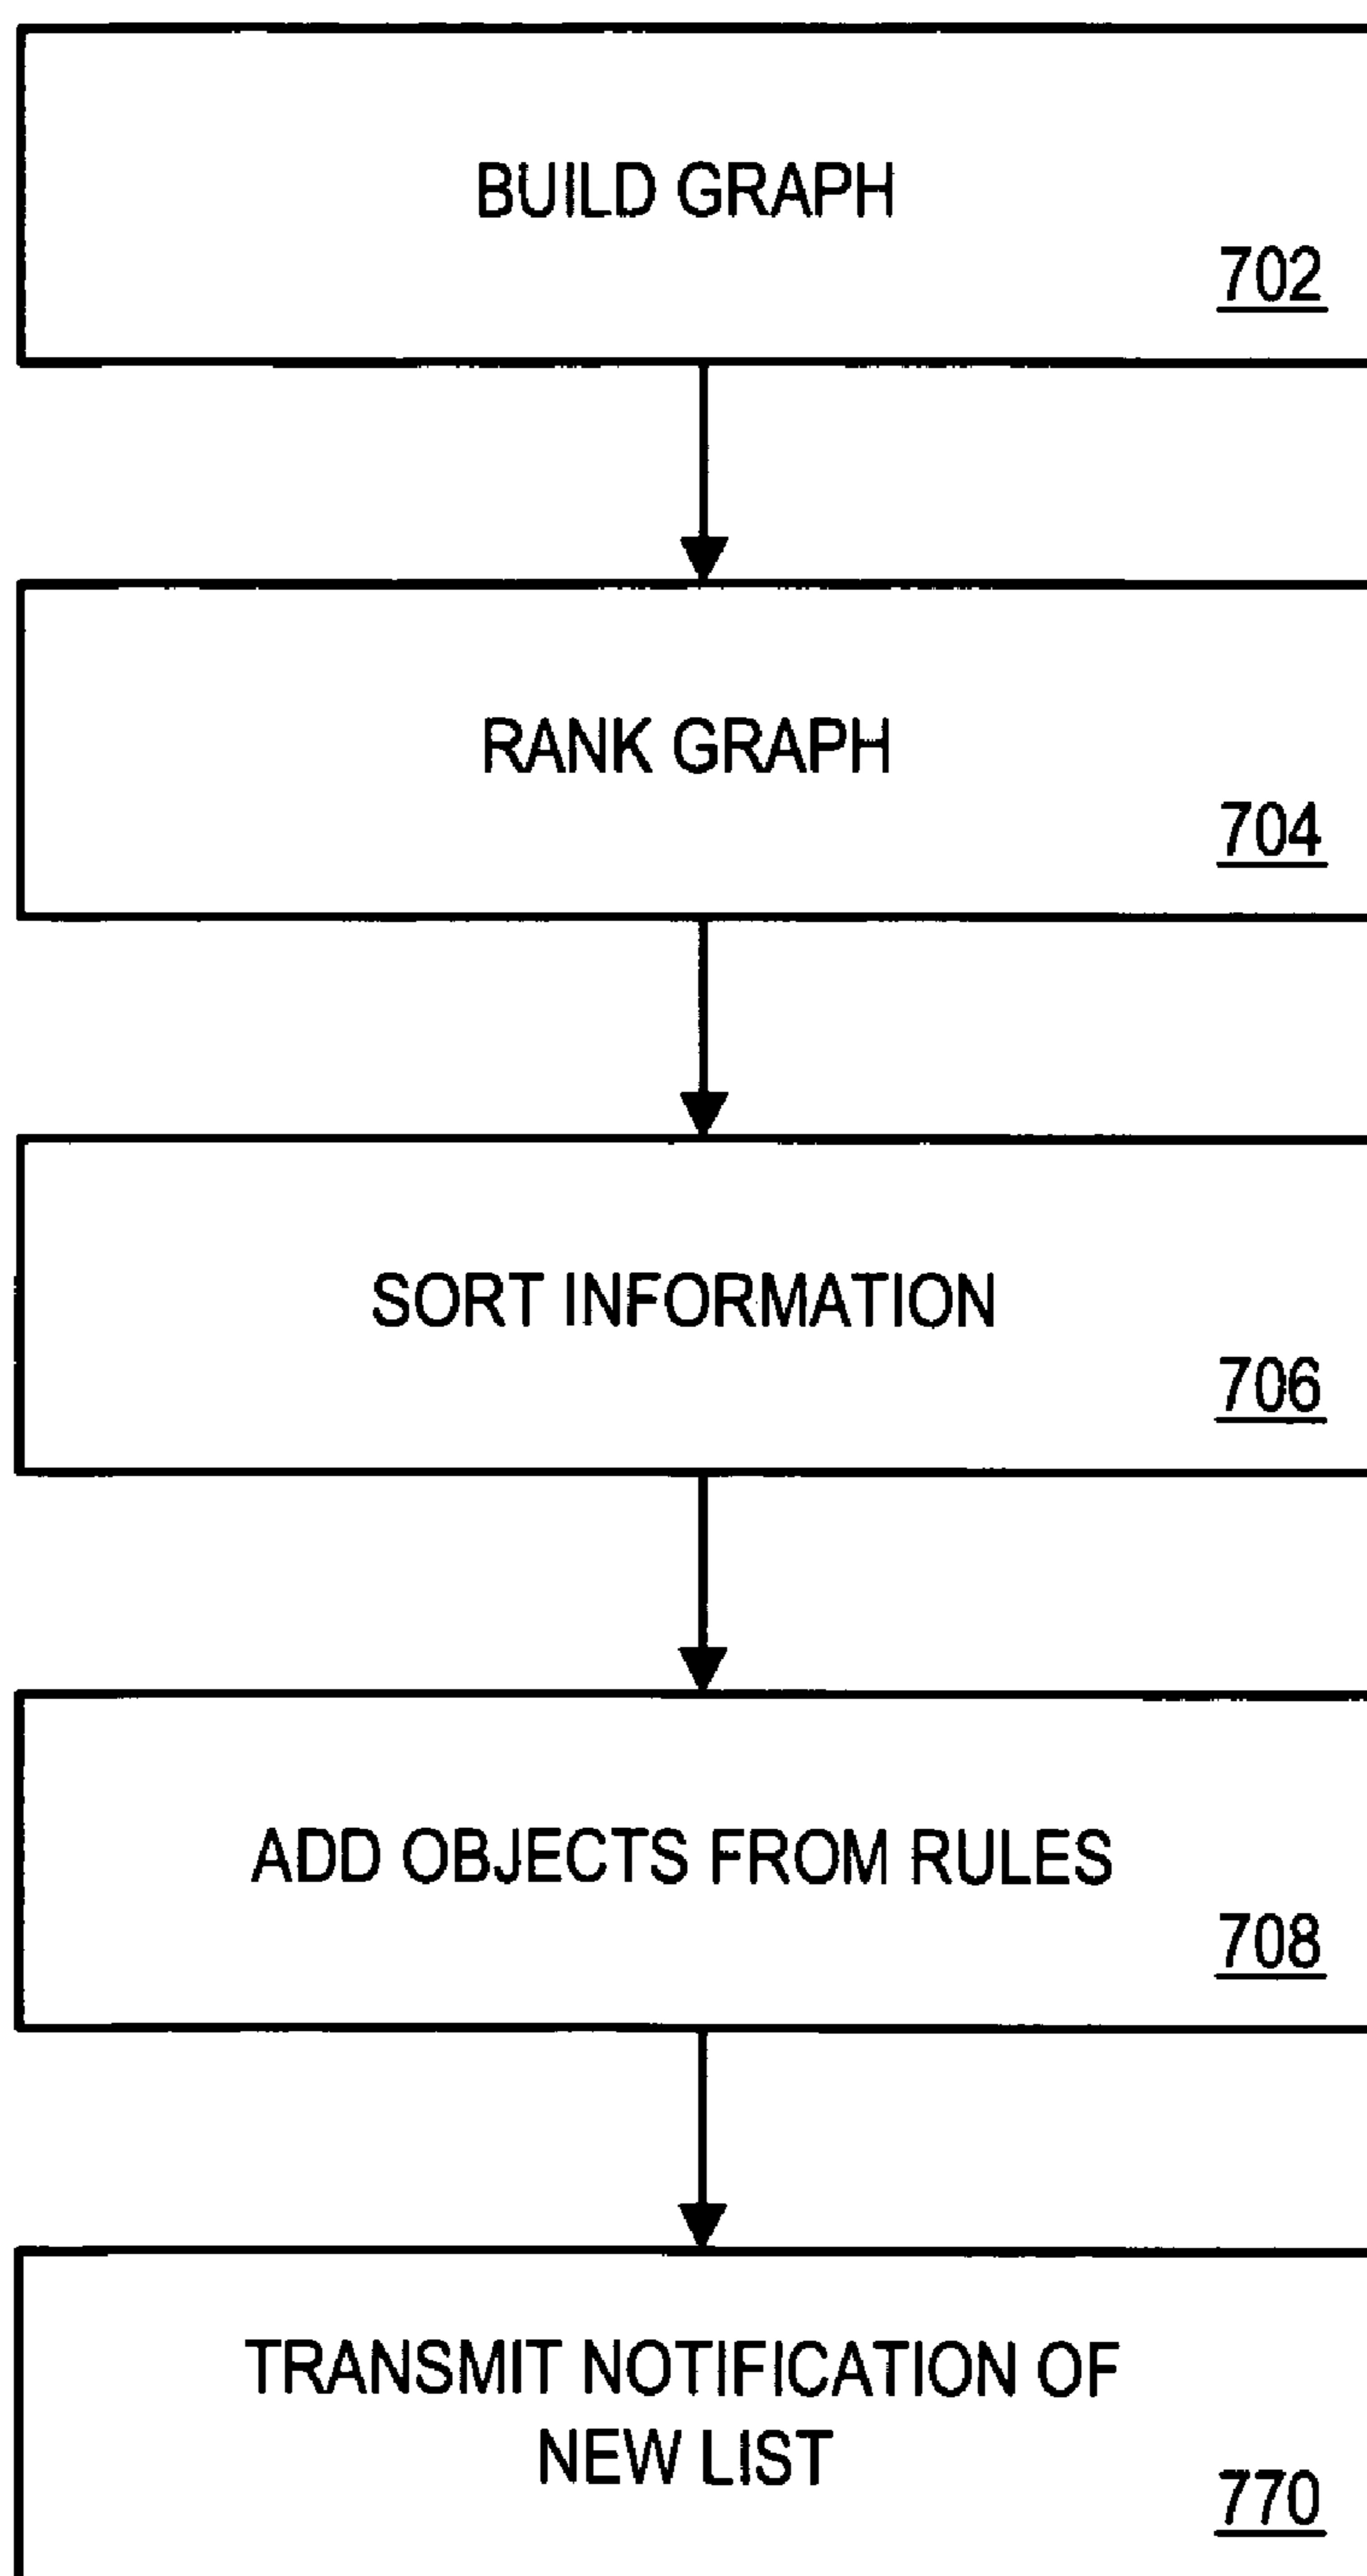 BUILD GRAPH
702
RANK GRAPH
704
SORT INFORMATION
706
ADD OBJECTS FROM RULES
708
TRANSMIT NOTIFICATION OF
NEW LIST
770